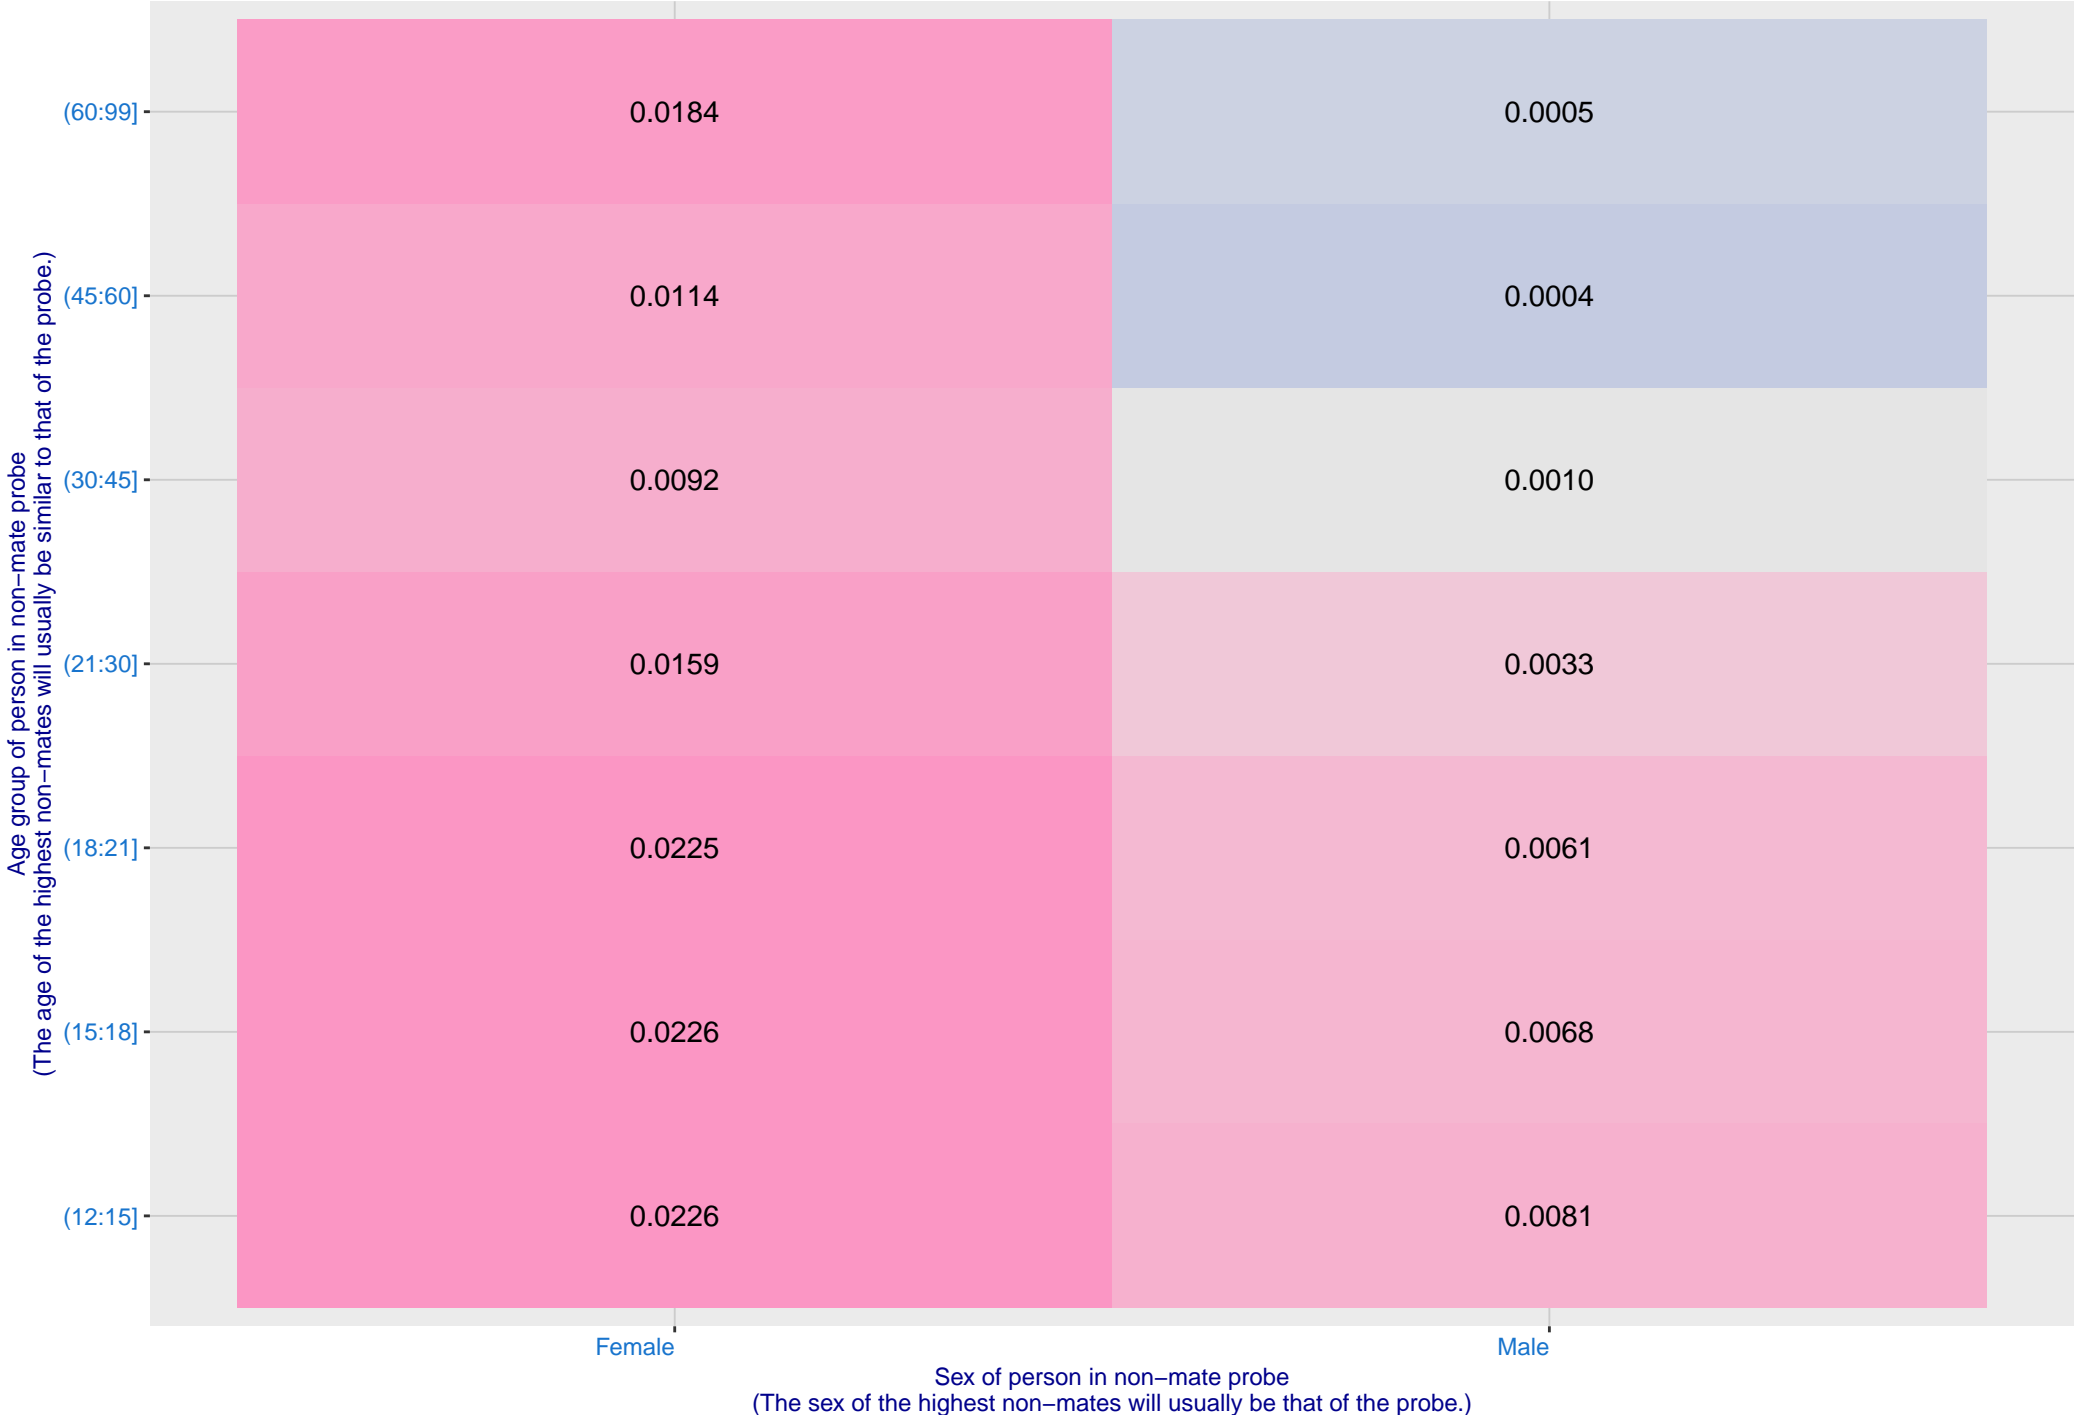 Age group of person in non−mate probe
(The age of the highest non−mates will usually be similar to that of the probe.)
(60:99] 0.0184 0.0005
(45:60] 0.0114 0.0004
(30:45] 0.0092 0.0010
(21:30] 0.0159 0.0033
(18:21] 0.0225 0.0061
(15:18] 0.0226 0.0068
(12:15] 0.0226 0.0081
Female Male
Sex of person in non−mate probe
(The sex of the highest non−mates will usually be that of the probe.)